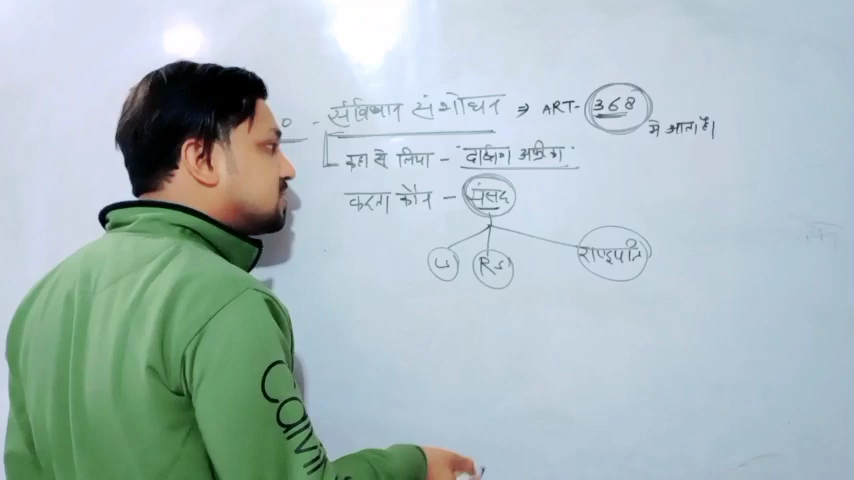 संविधान संशोधन ⇒ ART- 368
मे आता है।
कहा से लिया - दक्षिण अफ्रीका
करता कौन - संसद
LS RS राष्ट्रपति
Calvin